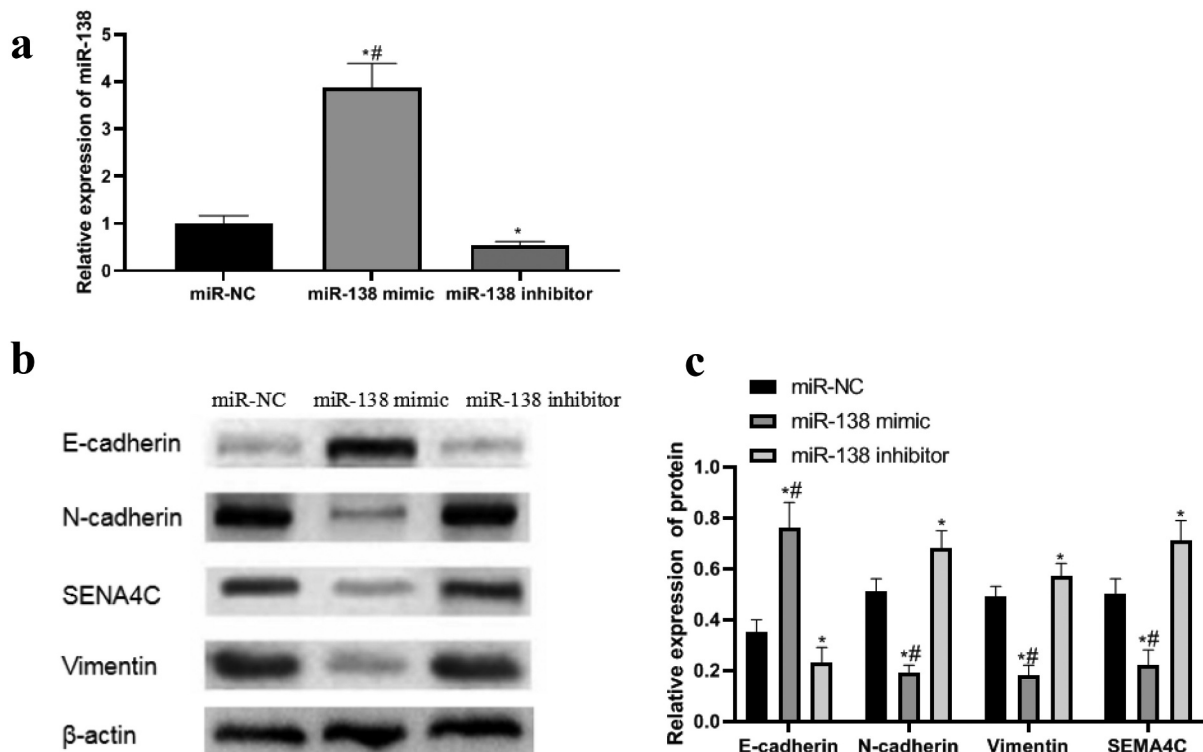 a
Relative expression of miR-138
5
4
3
2
1
0
*#
*
miR-NC miR-138 mimic miR-138 inhibitor
b
miR-NC miR-138 mimic miR-138 inhibitor
E-cadherin
N-cadherin
SENA4C
Vimentin
β-actin
c
miR-NC
miR-138 mimic
miR-138 inhibitor
Relative expression of protein
1.0
0.8
0.6
0.4
0.2
0.0
*#
*
*#
*
*#
*
*#
*
E-cadherin N-cadherin Vimentin SEMA4C